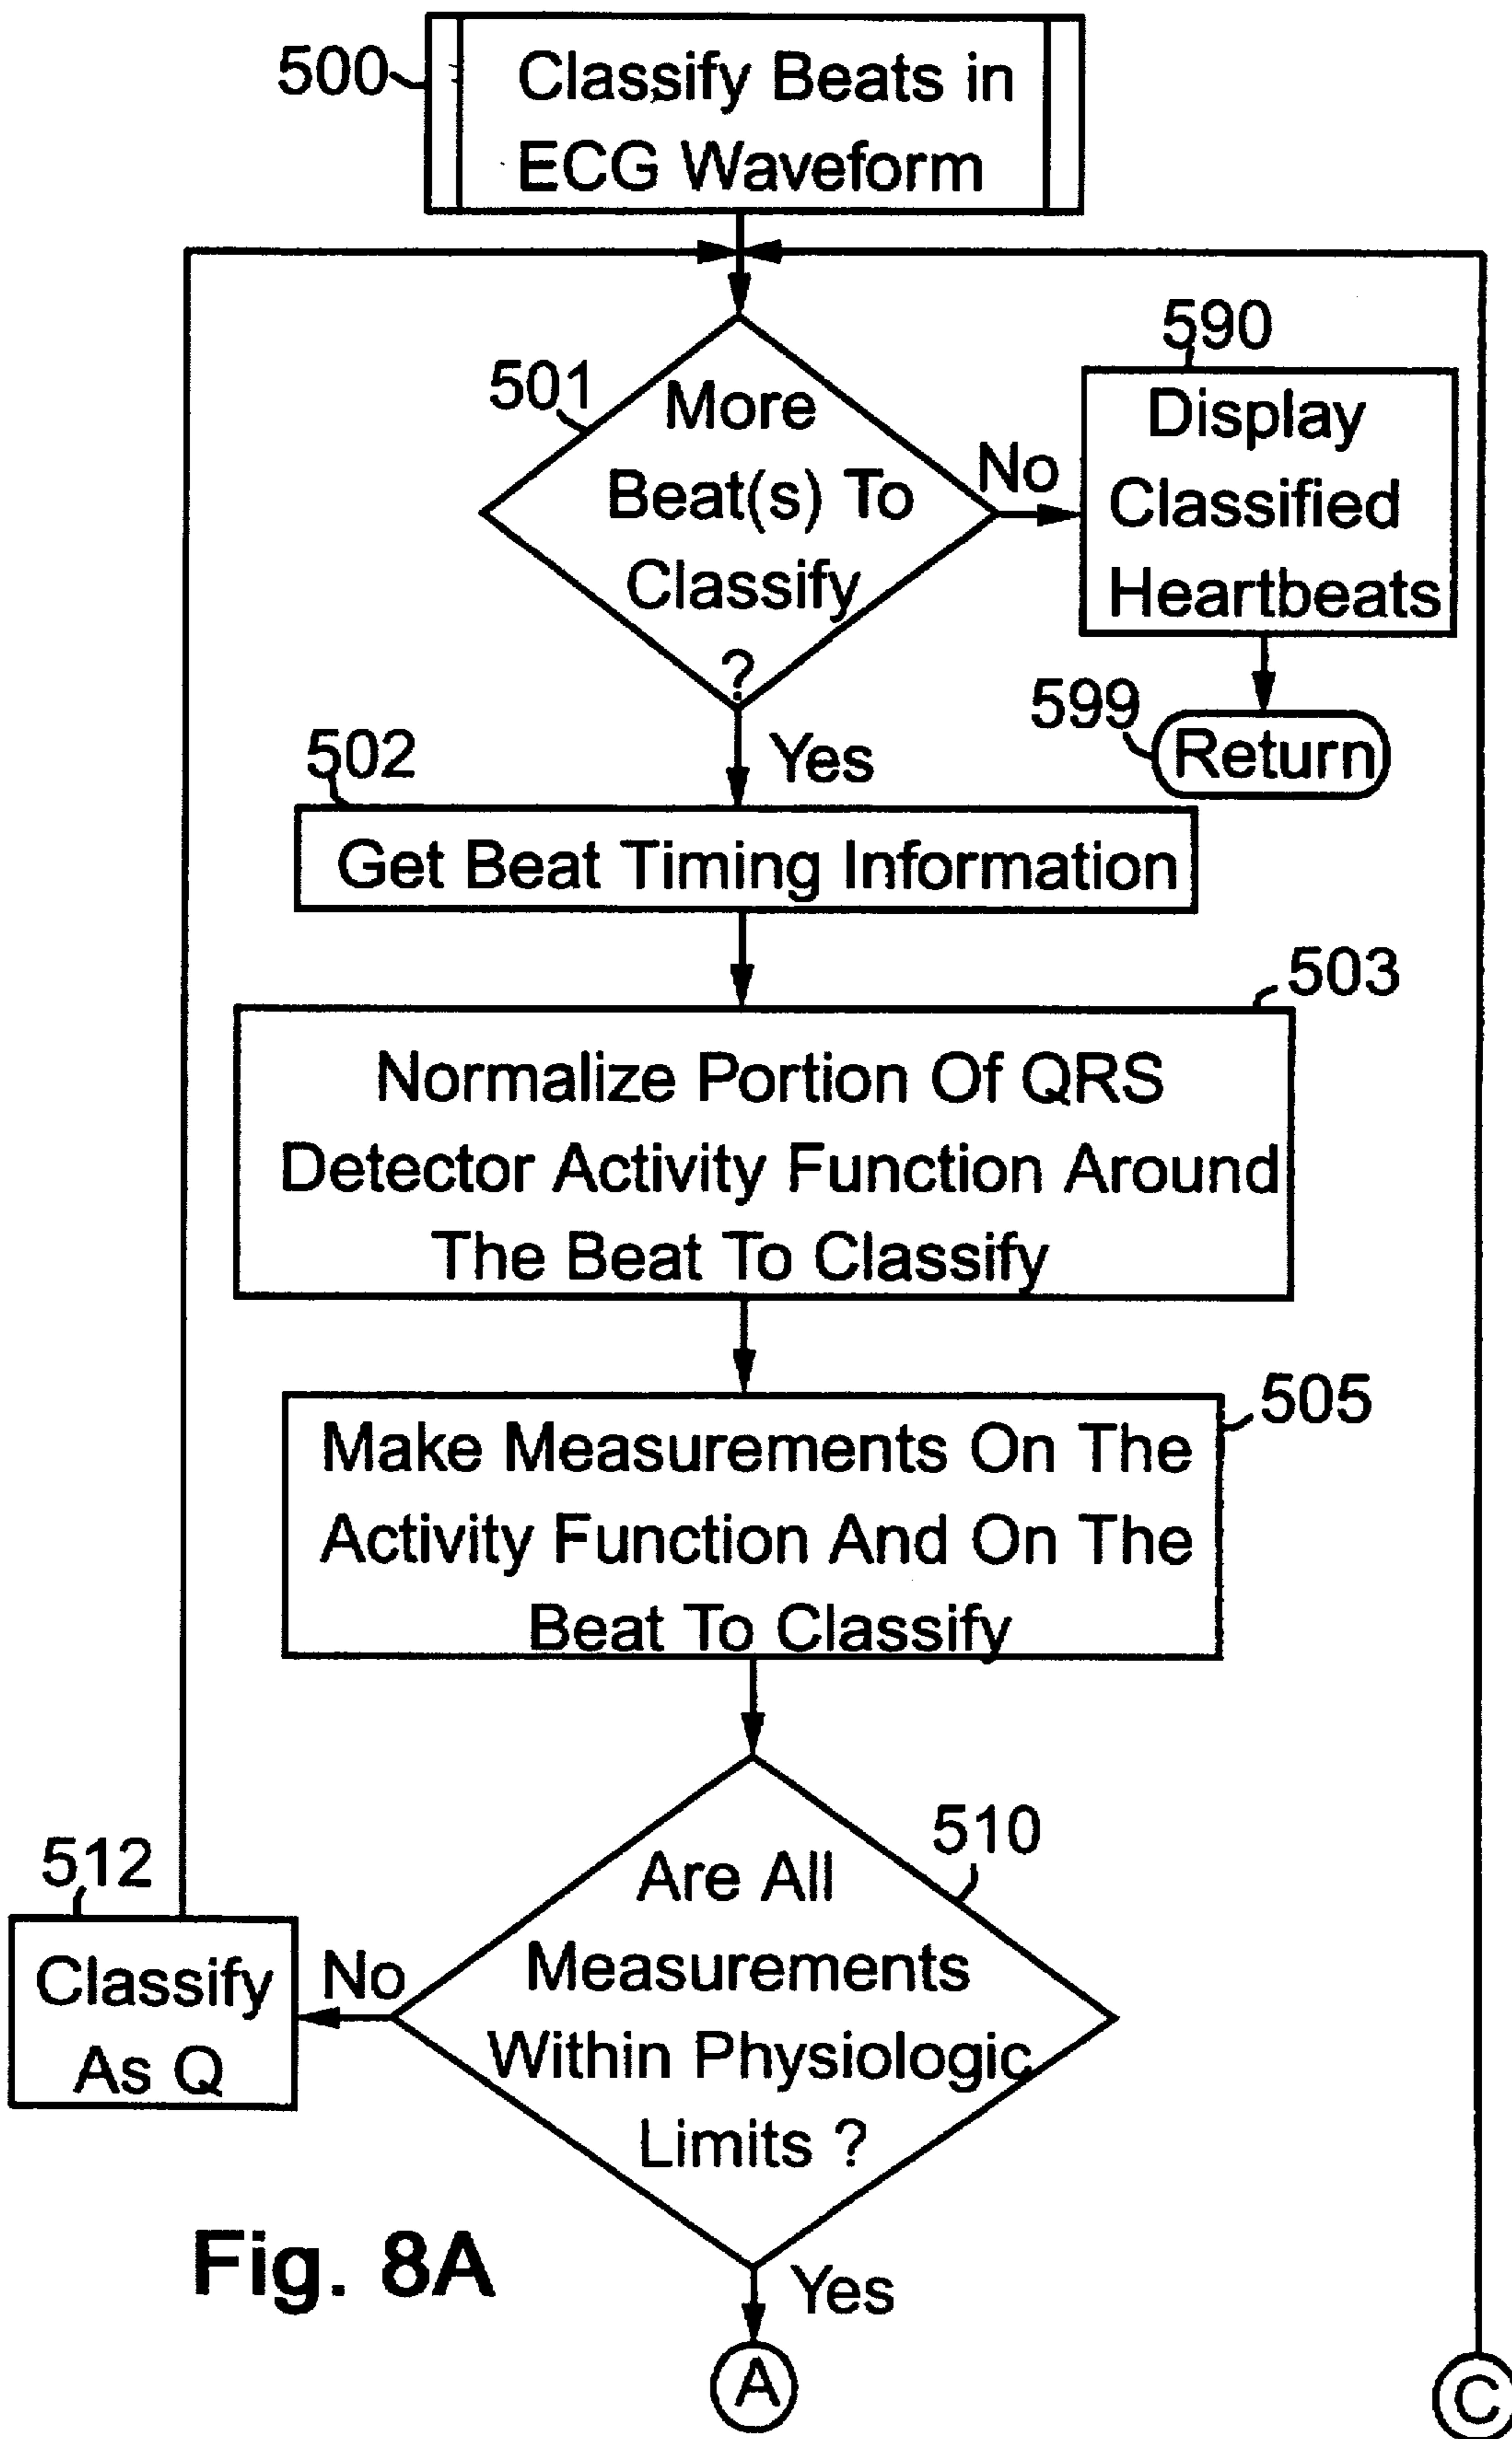 500
Classify Beats in
ECG Waveform
501
More
Beat(s) To
Classify
?
No
590
Display
Classified
Heartbeats
599
Return
Yes
502
Get Beat Timing Information
503
Normalize Portion Of QRS
Detector Activity Function Around
The Beat To Classify
505
Make Measurements On The
Activity Function And On The
Beat To Classify
510
Are All
Measurements
Within Physiologic
Limits ?
No
512
Classify
As Q
Yes
Fig. 8A
A
C